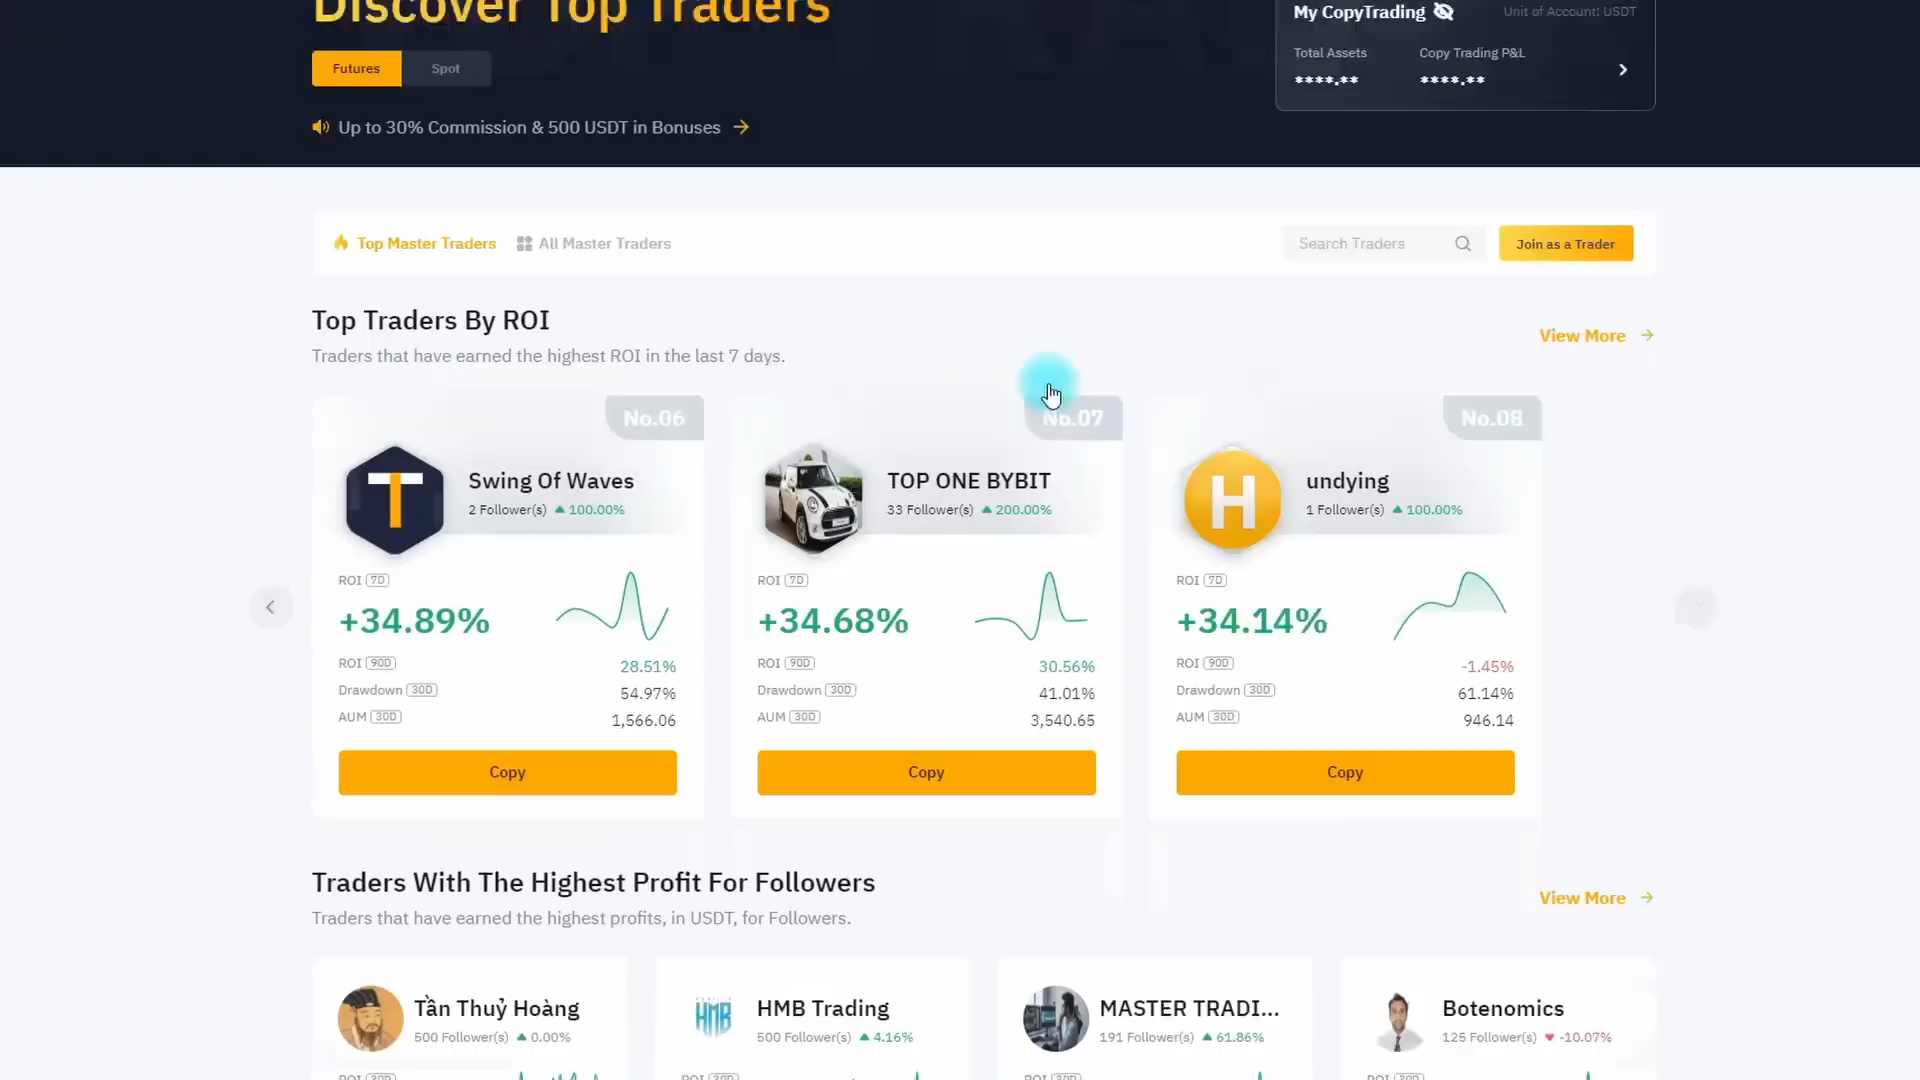 Discover Top Traders
Futures
Spot
Up to 30% Commission & 500 USDT in Bonuses
My CopyTrading
Unit of Account: USDT
Total Assets
Copy Trading P&L
****.**
****.**
Top Master Traders
All Master Traders
Search Traders
Join as a Trader
Top Traders By ROI
Traders that have earned the highest ROI in the last 7 days.
View More
No.06
T
Swing Of Waves
2 Follower(s) 100.00%
ROI 7D
+34.89%
ROI 90D
28.51%
Drawdown 30D
54.97%
AUM 30D
1,566.06
Copy
No.07
TOP ONE BYBIT
33 Follower(s) 200.00%
ROI 7D
+34.68%
ROI 90D
30.56%
Drawdown 30D
41.01%
AUM 30D
3,540.65
Copy
No.08
H
undying
1 Follower(s) 100.00%
ROI 7D
+34.14%
ROI 90D
-1.45%
Drawdown 30D
61.14%
AUM 30D
946.14
Copy
Traders With The Highest Profit For Followers
Traders that have earned the highest profits, in USDT, for Followers.
View More
Tần Thuỷ Hoàng
500 Follower(s) 0.00%
ROI 30D
HMB
HMB Trading
500 Follower(s) 4.16%
ROI 30D
MASTER TRADI...
191 Follower(s) 61.86%
ROI 30D
Botenomics
125 Follower(s) -10.07%
ROI 30D